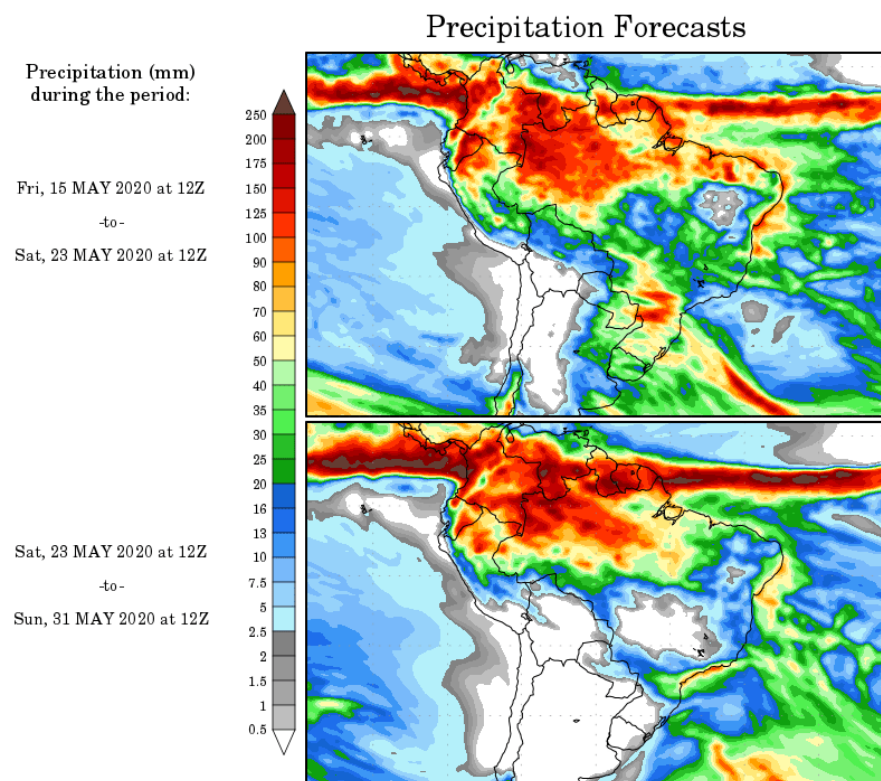 Precipitation Forecasts
Precipitation (mm)
during the period:
Fri, 15 MAY 2020 at 12Z
-to-
Sat, 23 MAY 2020 at 12Z
Sat, 23 MAY 2020 at 12Z
-to-
Sun, 31 MAY 2020 at 12Z
250
200
175
150
125
100
90
80
70
60
50
40
35
30
25
20
16
13
10
7.5
5
2.5
2
1.5
1
0.5